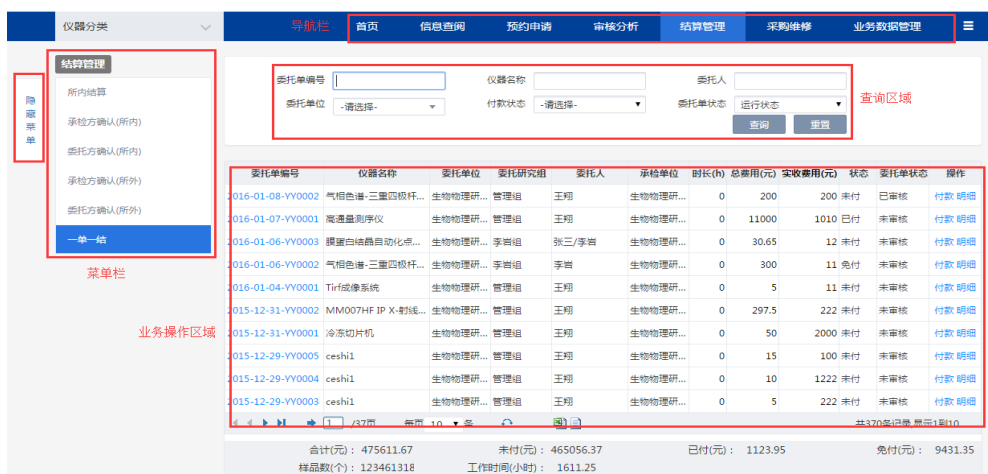 仪器分类 导航栏 首页 信息查阅 预约申请 审核分析 结算管理 采购维修 业务数据管理
结算管理
所内结算
承检方确认(所内)
委托方确认(所内)
承检方确认(所外)
委托方确认(所外)
一单一结
隐藏菜单
菜单栏
业务操作区域
委托单编号 仪器名称 委托人
委托单位 -请选择- 付款状态 -请选择- 委托单状态 运行状态
查询 重置
查询区域
委托单编号 仪器名称 委托单位 委托研究组 委托人 承检单位 时长(h) 总费用(元) 实收费用(元) 状态 委托单状态 操作
2016-01-08-YY0002 气相色谱-三重四极杆... 生物物理研... 管理组 王翔 生物物理研... 0 200 200 未付 已审核 付款 明细
2016-01-07-YY0001 高通量测序仪 生物物理研... 管理组 王翔 生物物理研... 0 11000 1010 已付 未审核 付款 明细
2016-01-06-YY0003 膜蛋白结晶自动化点... 生物物理研... 李岩组 张三/李岩 生物物理研... 0 30.65 12 未付 未审核 付款 明细
2016-01-06-YY0002 气相色谱-三重四极杆... 生物物理研... 李岩组 李岩 生物物理研... 0 300 11 免付 未审核 付款 明细
2016-01-04-YY0001 Tirf成像系统 生物物理研... 管理组 王翔 生物物理研... 0 5 11 未付 未审核 付款 明细
2015-12-31-YY0002 MM007HF IP X-射线... 生物物理研... 管理组 王翔 生物物理研... 0 297.5 222 未付 未审核 付款 明细
2015-12-31-YY0001 冷冻切片机 生物物理研... 管理组 王翔 生物物理研... 0 50 2000 未付 未审核 付款 明细
2015-12-29-YY0005 ceshi1 生物物理研... 管理组 王翔 生物物理研... 0 15 100 未付 未审核 付款 明细
2015-12-29-YY0004 ceshi1 生物物理研... 管理组 王翔 生物物理研... 0 10 1222 未付 未审核 付款 明细
2015-12-29-YY0003 ceshi1 生物物理研... 管理组 王翔 生物物理研... 0 5 222 未付 未审核 付款 明细
1 /37页 每页 10 条 共370条记录 显示1到10
合计(元)： 475611.67 未付(元)： 465056.37 已付(元)： 1123.95 免付(元)： 9431.35
样品数(个)： 123461318 工作时间(小时)： 1611.25